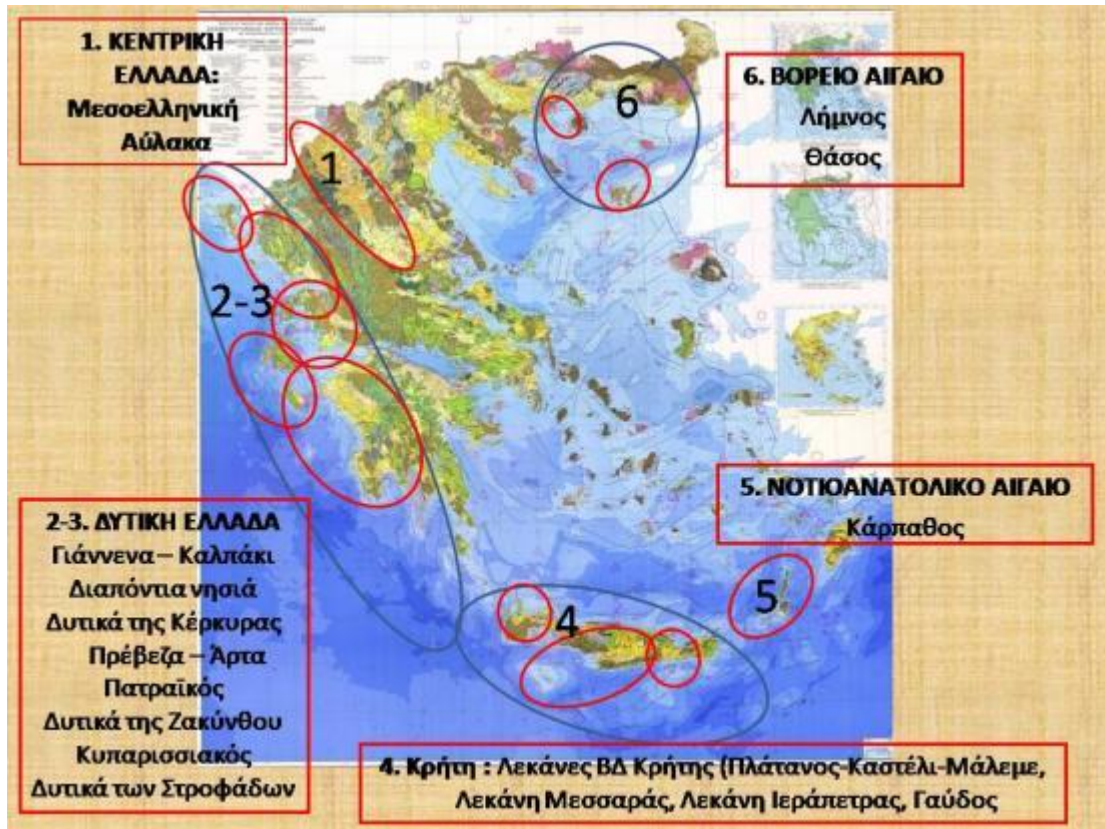 1. ΚΕΝΤΡΙΚΗ
ΕΛΛΑΔΑ:
Μεσοελληνική
Αύλακα
6. ΒΟΡΕΙΟ ΑΙΓΑΙΟ
Λήμνος
Θάσος
6
1
2-3
4
5
5. ΝΟΤΙΟΑΝΑΤΟΛΙΚΟ ΑΙΓΑΙΟ
Κάρπαθος
2-3. ΔΥΤΙΚΗ ΕΛΛΑΔΑ
Γιάννενα – Καλπάκι
Διαπόντια νησιά
Δυτικά της Κέρκυρας
Πρέβεζα – Άρτα
Πατραϊκός
Δυτικά της Ζακύνθου
Κυπαρισσιακός
Δυτικά των Στροφάδων
4. Κρήτη : Λεκάνες ΒΔ Κρήτης (Πλάτανος-Καστέλι-Μάλεμε,
Λεκάνη Μεσσαράς, Λεκάνη Ιεράπετρας, Γαύδος